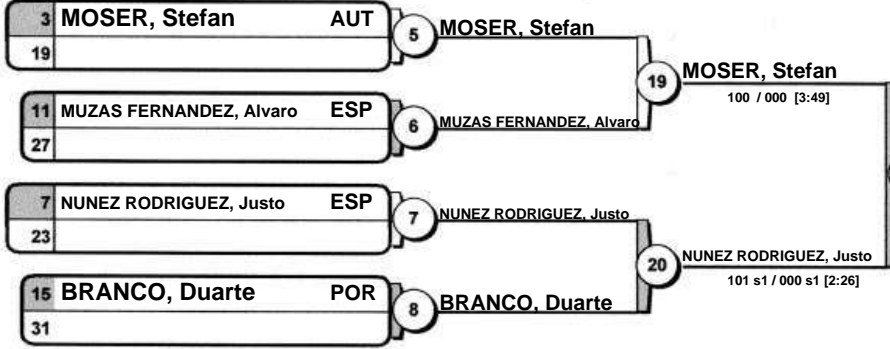 3 MOSER, Stefan AUT
19
5
MOSER, Stefan
11 MUZAS FERNANDEZ, Alvaro ESP
27
6
MUZAS FERNANDEZ, Alvaro
19
MOSER, Stefan
100 / 000 [3:49]
7 NUNEZ RODRIGUEZ, Justo ESP
23
7
NUNEZ RODRIGUEZ, Justo
15 BRANCO, Duarte POR
31
8
BRANCO, Duarte
20
NUNEZ RODRIGUEZ, Justo
101 s1 / 000 s1 [2:26]